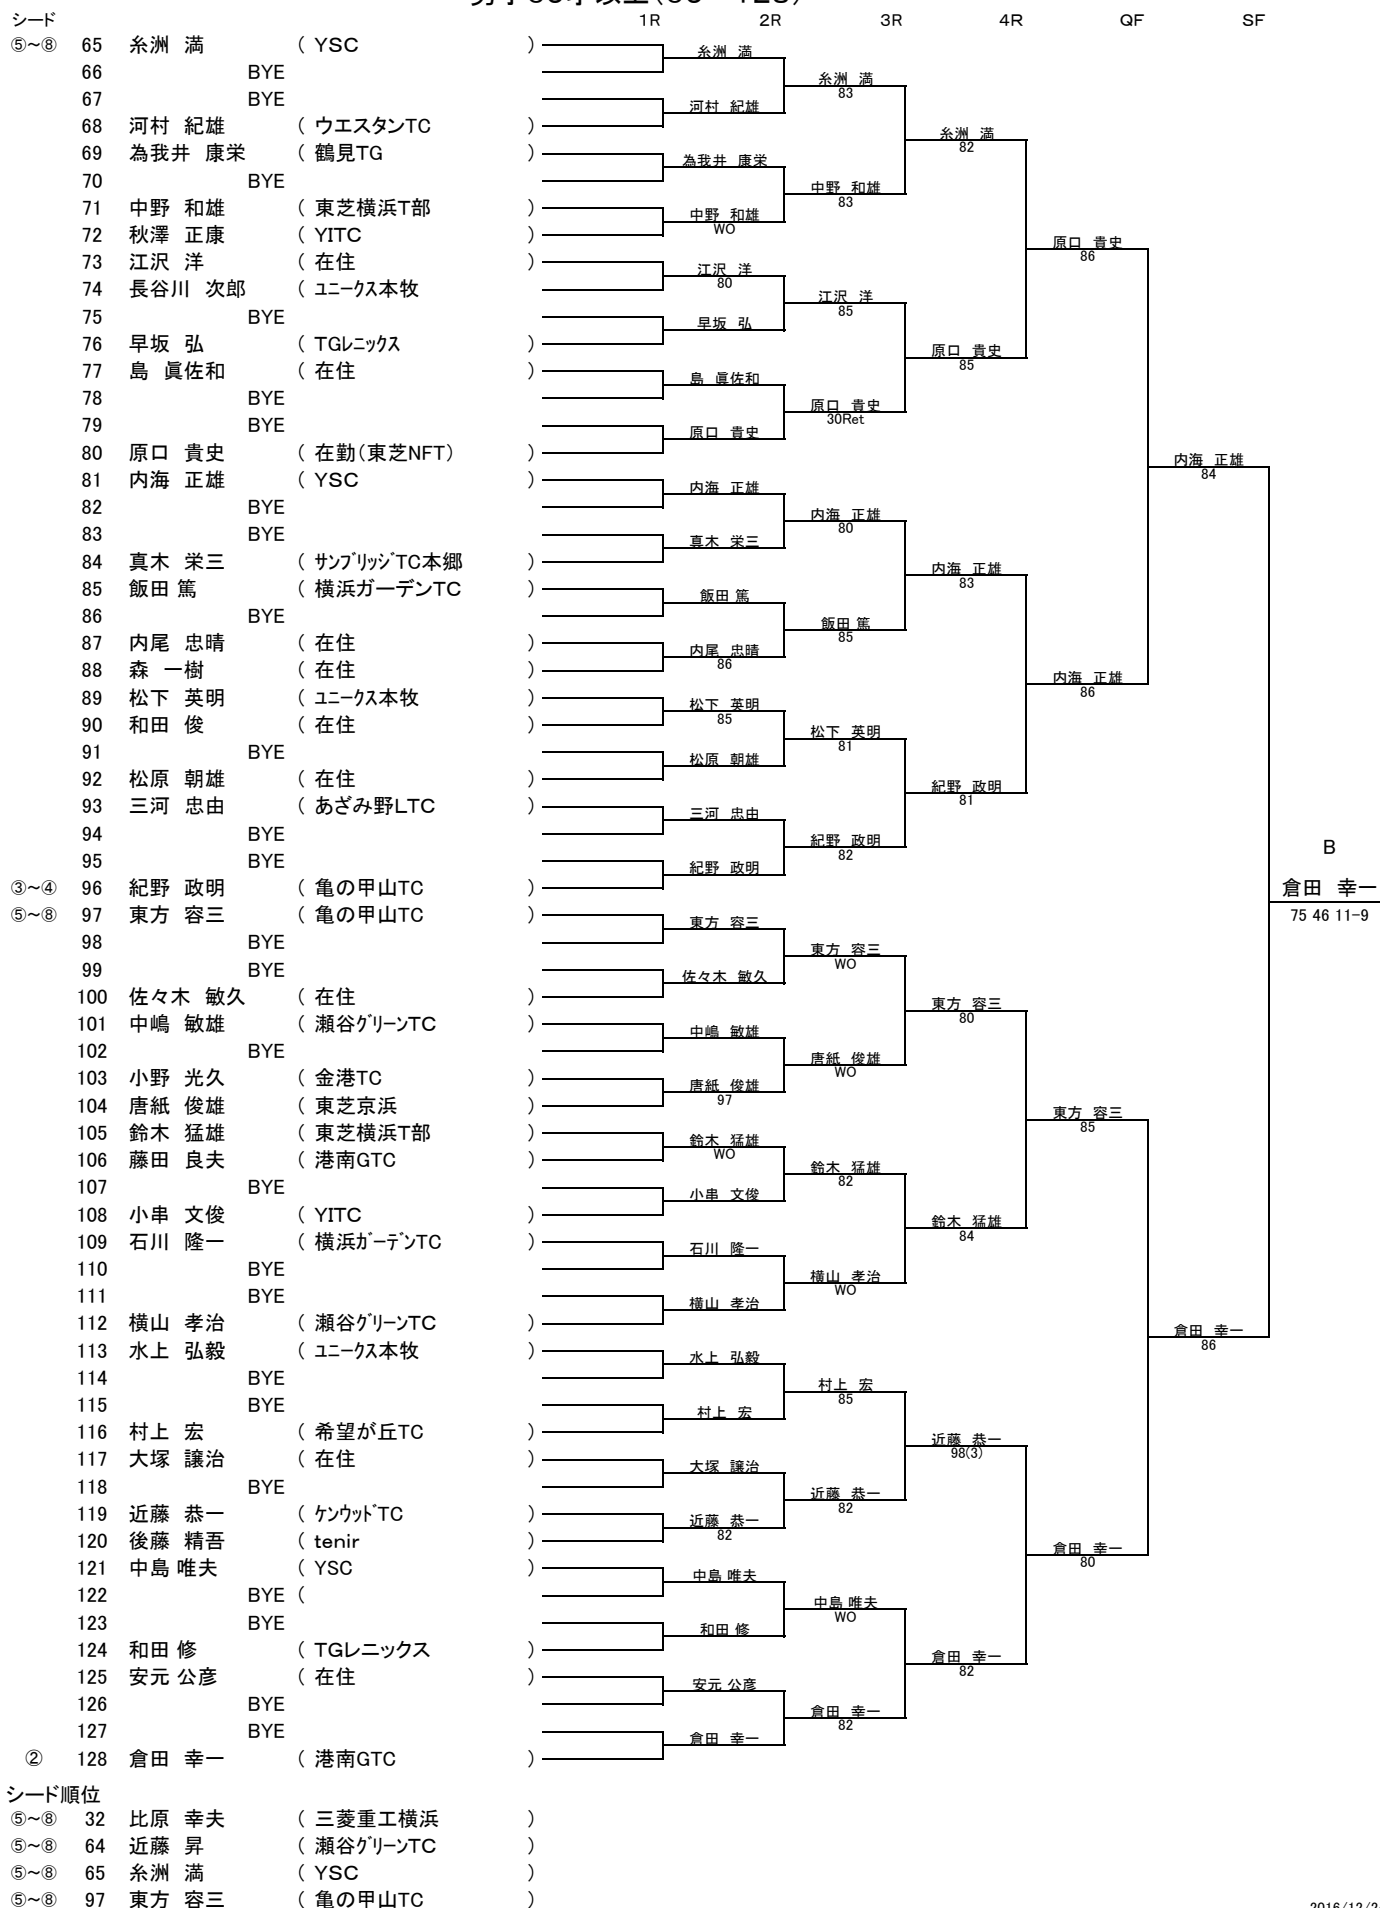 シード 1R 2R 3R 4R QF SF
⑤～⑧ 65 糸洲 満 ( YSC )
66 BYE
67 BYE
68 河村 紀雄 ( ウエスタンTC )
69 為我井 康栄 ( 鶴見TG )
70 BYE
71 中野 和雄 ( 東芝横浜T部 )
72 秋澤 正康 ( YITC )
73 江沢 洋 ( 在住 )
74 長谷川 次郎 ( ﾕﾆｰｸｽ本牧 )
75 BYE
76 早坂 弘 ( TGﾚﾆｯｸｽ )
77 島 眞佐和 ( 在住 )
78 BYE
79 BYE
80 原口 貴史 ( 在勤(東芝NFT) )
81 内海 正雄 ( YSC )
82 BYE
83 BYE
84 真木 栄三 ( ｻﾝﾌﾞﾘｯｼﾞTC本郷 )
85 飯田 篤 ( 横浜ガーデンTC )
86 BYE
87 内尾 忠晴 ( 在住 )
88 森 一樹 ( 在住 )
89 松下 英明 ( ﾕﾆｰｸｽ本牧 )
90 和田 俊 ( 在住 )
91 BYE
92 松原 朝雄 ( 在住 )
93 三河 忠由 ( あざみ野LTC )
94 BYE
95 BYE
③～④ 96 紀野 政明 ( 亀の甲山TC )
⑤～⑧ 97 東方 容三 ( 亀の甲山TC )
98 BYE
99 BYE
100 佐々木 敏久 ( 在住 )
101 中嶋 敏雄 ( 瀬谷ｸﾞﾘｰﾝTC )
102 BYE
103 小野 光久 ( 金港TC )
104 唐紙 俊雄 ( 東芝京浜 )
105 鈴木 猛雄 ( 東芝横浜T部 )
106 藤田 良夫 ( 港南GTC )
107 BYE
108 小串 文俊 ( YITC )
109 石川 隆一 ( 横浜ｶﾞｰﾃﾞﾝTC )
110 BYE
111 BYE
112 横山 孝治 ( 瀬谷ｸﾞﾘｰﾝTC )
113 水上 弘毅 ( ﾕﾆｰｸｽ本牧 )
114 BYE
115 BYE
116 村上 宏 ( 希望が丘TC )
117 大塚 譲治 ( 在住 )
118 BYE
119 近藤 恭一 ( ｹﾝｳｯﾄﾞTC )
120 後藤 精吾 ( tenir )
121 中島 唯夫 ( YSC )
122 BYE (
123 BYE
124 和田 修 ( TGレニックス )
125 安元 公彦 ( 在住 )
126 BYE
127 BYE
② 128 倉田 幸一 ( 港南GTC )
糸洲 満
河村 紀雄
為我井 康栄
中野 和雄
WO
江沢 洋
80
早坂 弘
島 眞佐和
原口 貴史
内海 正雄
真木 栄三
飯田 篤
内尾 忠晴
86
松下 英明
85
松原 朝雄
三河 忠由
紀野 政明
東方 容三
佐々木 敏久
中嶋 敏雄
唐紙 俊雄
97
鈴木 猛雄
WO
小串 文俊
石川 隆一
横山 孝治
水上 弘毅
村上 宏
大塚 譲治
近藤 恭一
82
中島 唯夫
和田 修
安元 公彦
倉田 幸一
糸洲 満
83
中野 和雄
83
江沢 洋
85
原口 貴史
30Ret
内海 正雄
80
飯田 篤
85
松下 英明
81
紀野 政明
82
東方 容三
WO
唐紙 俊雄
WO
鈴木 猛雄
82
横山 孝治
WO
村上 宏
85
近藤 恭一
82
中島 唯夫
WO
倉田 幸一
82
糸洲 満
82
原口 貴史
85
内海 正雄
83
紀野 政明
81
東方 容三
80
鈴木 猛雄
84
近藤 恭一
98(3)
倉田 幸一
82
原口 貴史
86
内海 正雄
86
東方 容三
85
倉田 幸一
80
内海 正雄
84
倉田 幸一
86
B
倉田 幸一
75 46 11-9
シード順位
⑤～⑧ 32 比原 幸夫 ( 三菱重工横浜 )
⑤～⑧ 64 近藤 昇 ( 瀬谷ｸﾞﾘｰﾝTC )
⑤～⑧ 65 糸洲 満 ( YSC )
⑤～⑧ 97 東方 容三 ( 亀の甲山TC )